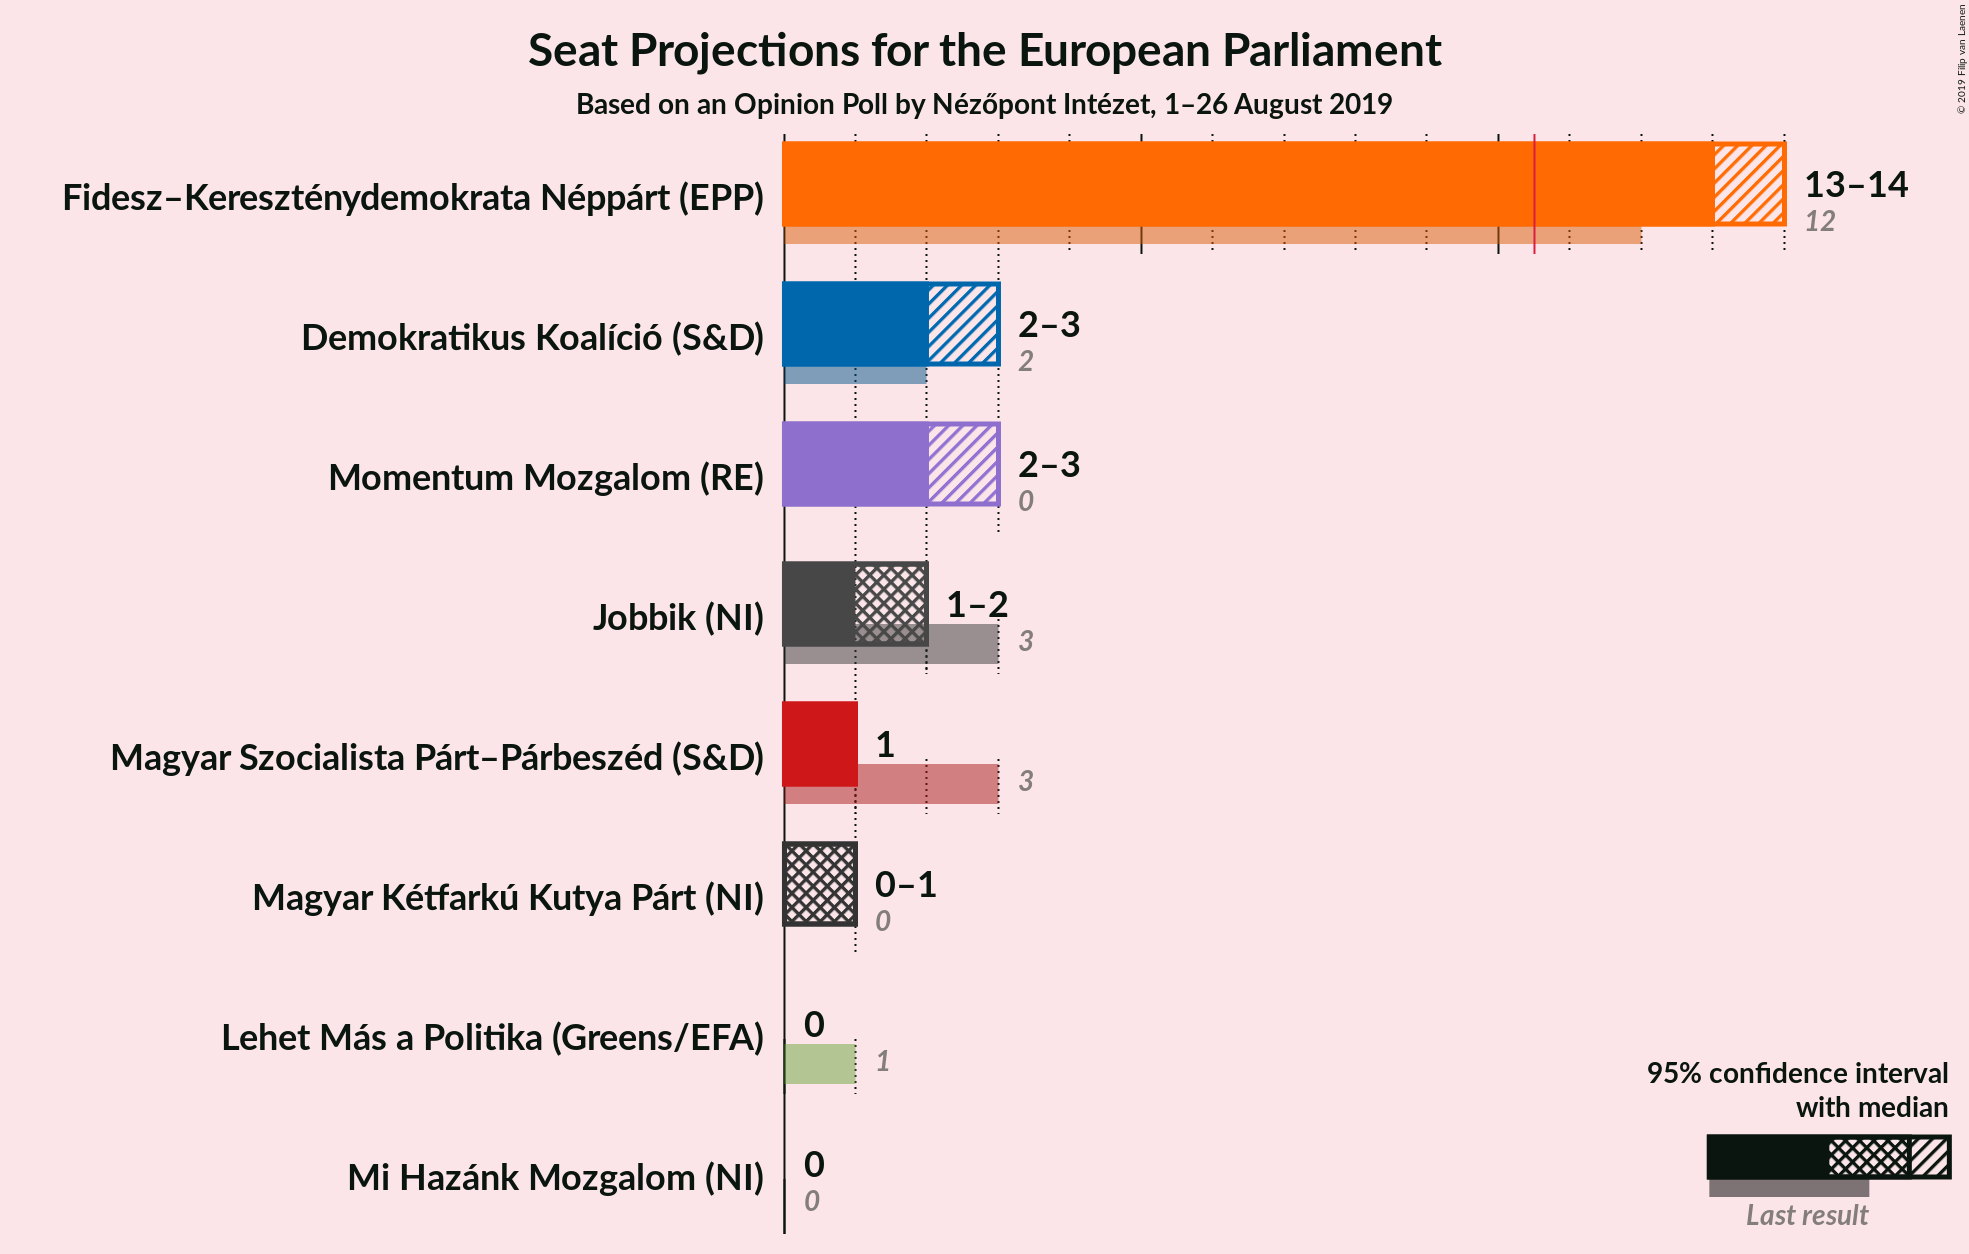 Seat Projections for the European Parliament
Based on an Opinion Poll by Nézőpont Intézet, 1–26 August 2019
© 2019 Filip van Laenen
Fidesz–Kereszténydemokrata Néppárt (EPP)
13–14
12
Demokratikus Koalíció (S&D)
2–3
2
Momentum Mozgalom (RE)
2–3
0
Jobbik (NI)
1–2
3
Magyar Szocialista Párt–Párbeszéd (S&D)
1
3
Magyar Kétfarkú Kutya Párt (NI)
0–1
0
Lehet Más a Politika (Greens/EFA)
0
1
Mi Hazánk Mozgalom (NI)
0
0
95% confidence interval
with median
Last result